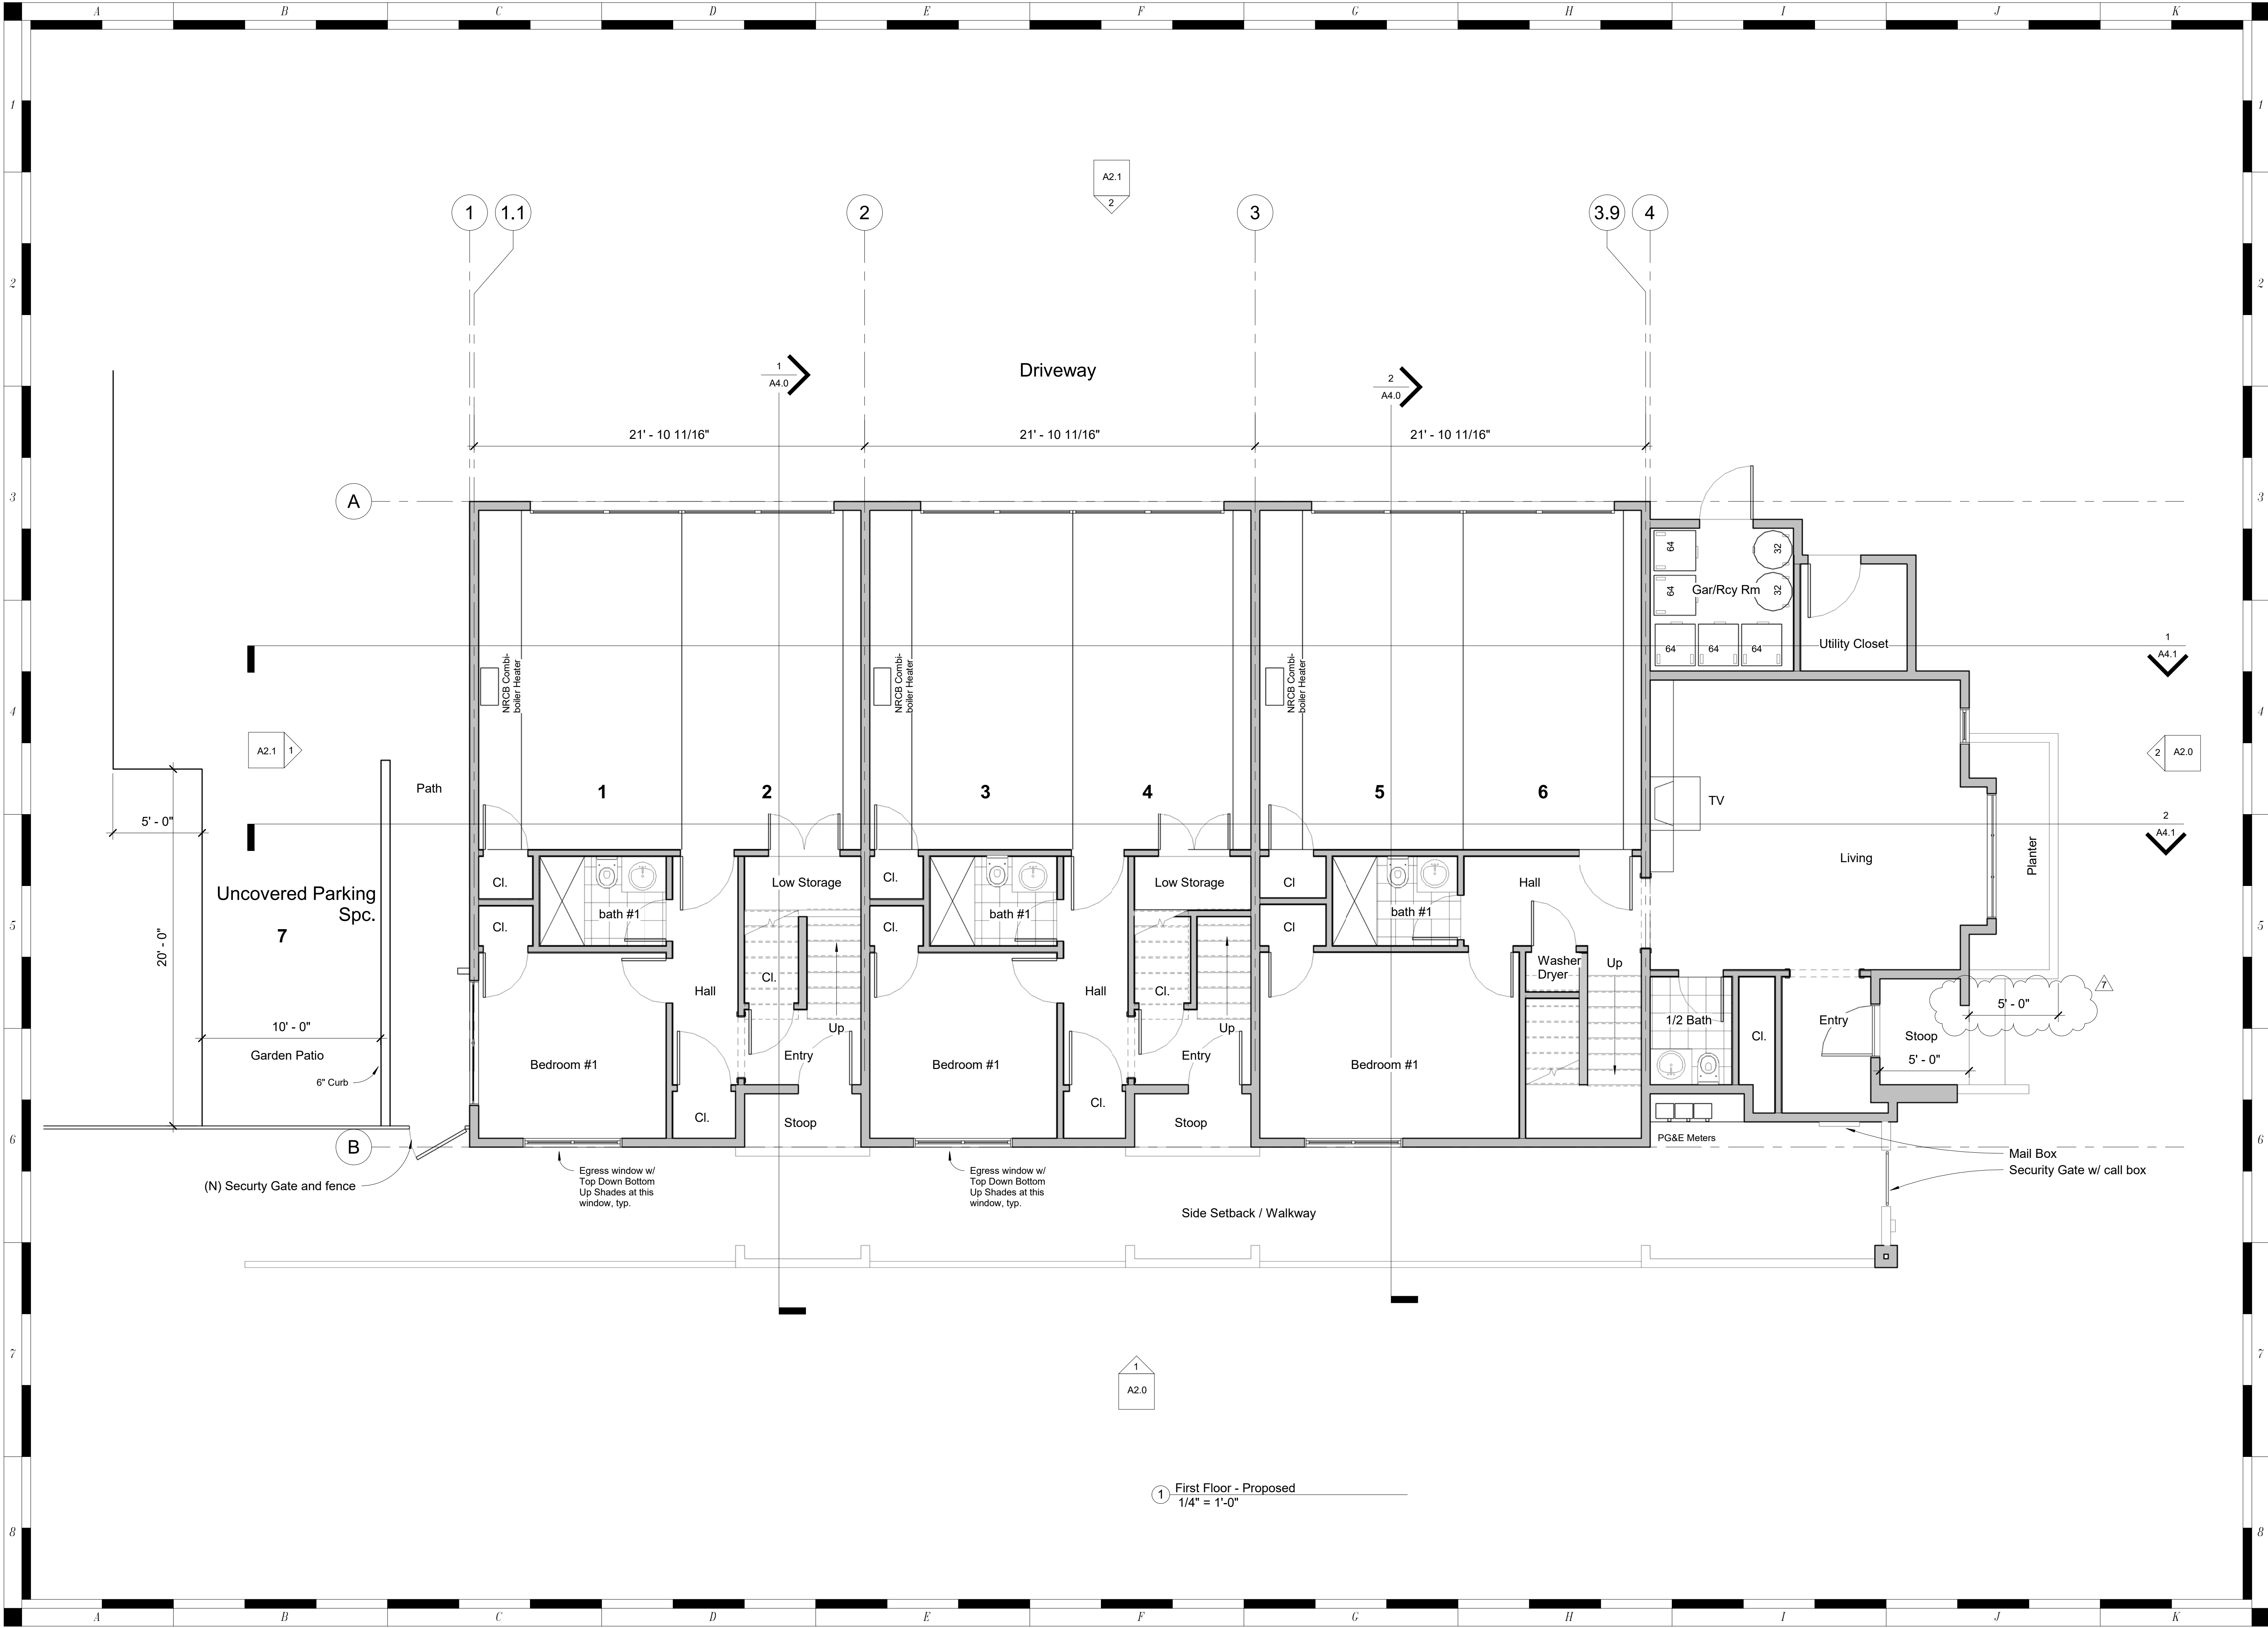 A B C D E F G H I J K
1 1
2 2
3 3
4 4
5 5
6 6
7 7
8 8
A2.1
2
1 1.1 2 3 3.9 4
Driveway
1
A4.0
2
A4.0
21' - 10 11/16" 21' - 10 11/16" 21' - 10 11/16"
A
64
64
32
32
Gar/Rcy Rm
64 64 64
Utility Closet
1
A4.1
NRCB Combi-
boiler Heater
NRCB Combi-
boiler Heater
NRCB Combi-
boiler Heater
A2.1 1
2 A2.0
Path
1 2 3 4 5 6
TV
5' - 0"
2
A4.1
Living
Planter
Uncovered Parking
Spc.
7
20' - 0"
10' - 0"
Garden Patio
6" Curb
Cl.
Cl.
bath #1
Low Storage
Cl.
Hall
Up
Entry
Bedroom #1
Cl.
Stoop
Cl.
Cl.
bath #1
Low Storage
Cl.
Hall
Up
Entry
Bedroom #1
Cl.
Stoop
Cl
Cl
bath #1
Hall
Washer
Dryer
Up
Bedroom #1
1/2 Bath
Cl.
Entry
Stoop
5' - 0"
5' - 0"
7
B
PG&E Meters
Mail Box
Security Gate w/ call box
(N) Securty Gate and fence
Egress window w/
Top Down Bottom
Up Shades at this
window, typ.
Egress window w/
Top Down Bottom
Up Shades at this
window, typ.
Side Setback / Walkway
1
A2.0
1 First Floor - Proposed
1/4" = 1'-0"
A B C D E F G H I J K